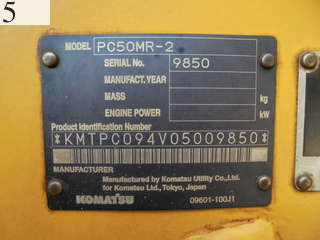 5
MODEL PC50MR-2
SERIAL NO. 9850
MANUFACT. YEAR
MASS kg
ENGINE POWER kW
Product Identification Number
*KMTPC094V05009850*
MANUFACTURER
Manufactured by Komatsu Utility Co., Ltd.
for Komatsu Ltd., Tokyo, Japan
KOMATSU 09601-100J1